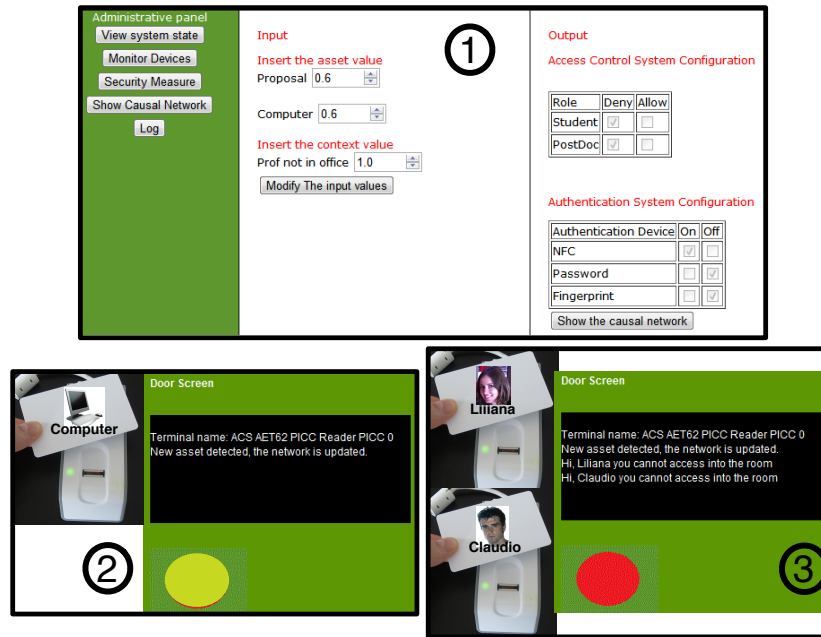 Administrative panel
View system state
Monitor Devices
Security Measure
Show Causal Network
Log
Input
Insert the asset value
Proposal 0.6
Computer 0.6
Insert the context value
Prof not in office 1.0
Modify The input values
1
Output
Access Control System Configuration
Role Deny Allow
Student
PostDoc
Authentication System Configuration
Authentication Device On Off
NFC
Password
Fingerprint
Show the causal network
Computer
Door Screen
Terminal name: ACS AET62 PICC Reader PICC 0
New asset detected, the network is updated.
2
Liliana
Claudio
Door Screen
Terminal name: ACS AET62 PICC Reader PICC 0
New asset detected, the network is updated.
Hi, Liliana you cannot access into the room
Hi, Claudio you cannot access into the room
3